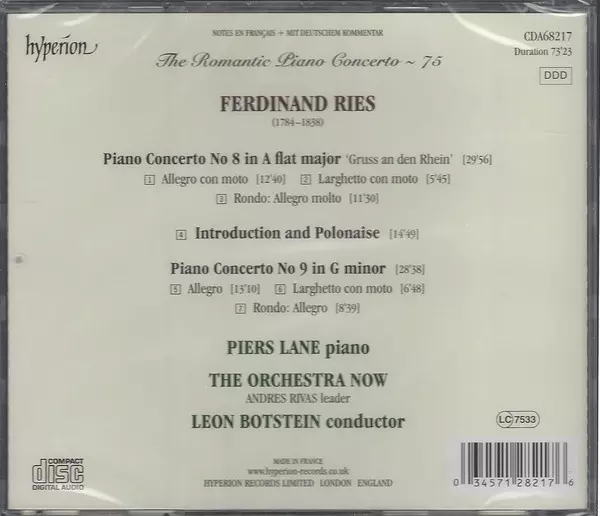 NOTES EN FRANÇAIS + MIT DEUTSCHEM KOMMENTAR
hyperion
CDA68217
Duration 73'23
The Romantic Piano Concerto ~ 75
DDD
FERDINAND RIES
(1784–1838)
Piano Concerto No 8 in A flat major ‘Gruss an den Rhein’ [29'56]
1 Allegro con moto [12'40] 2 Larghetto con moto [5'45]
3 Rondo: Allegro molto [11'30]
4 Introduction and Polonaise [14'49]
Piano Concerto No 9 in G minor [28'38]
5 Allegro [13'10] 6 Larghetto con moto [6'48]
7 Rondo: Allegro [8'39]
PIERS LANE piano
THE ORCHESTRA NOW
ANDRES RIVAS leader
LEON BOTSTEIN conductor
LC 7533
COMPACT
disc
DIGITAL AUDIO
MADE IN FRANCE
www.hyperion-records.co.uk
HYPERION RECORDS LIMITED LONDON ENGLAND
0 34571 28217 6